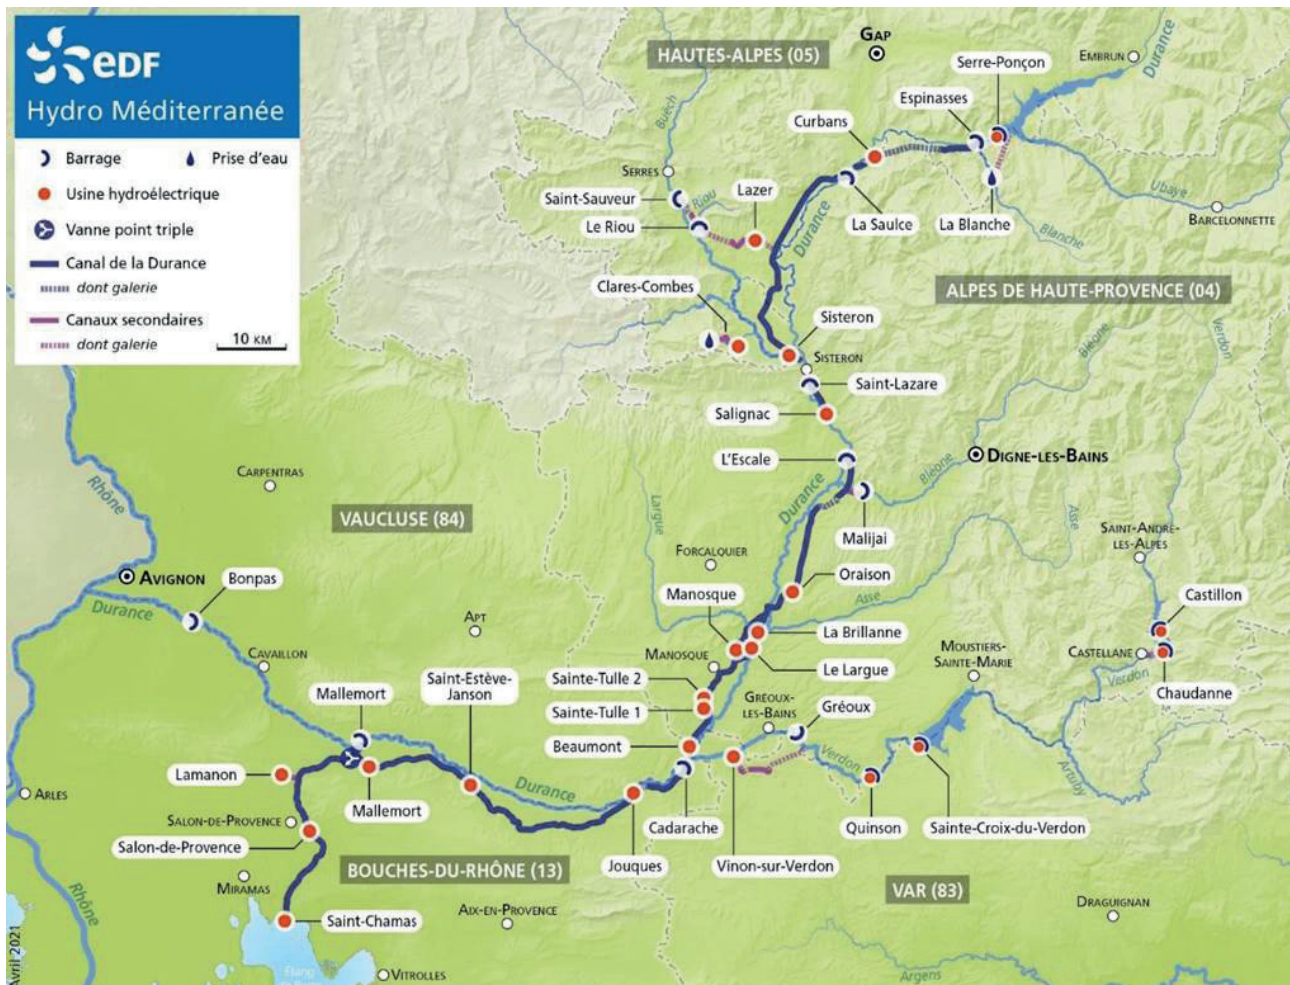 eDF
Hydro Méditerranée
Barrage
Prise d'eau
Usine hydroélectrique
Vanne point triple
Canal de la Durance
dont galerie
Canaux secondaires
dont galerie
10 KM
HAUTES-ALPES (05)
GAP
EMBRUN
Durance
Serre-Ponçon
Espinasses
Curbans
Buëch
SERRES
Saint-Sauveur
Riou
Lazer
Le Riou
Durance
La Saulce
La Blanche
Ubaye
BARCELONNETTE
Blanche
Clares-Combes
ALPES DE HAUTE-PROVENCE (04)
Sisteron
SISTERON
Bléone
Verdon
Saint-Lazare
Salignac
L'Escale
DIGNE-LES-BAINS
Bléone
CARPENTRAS
Rhône
VAUCLUSE (84)
Largue
Durance
Malijai
Asse
SAINT-ANDRÉ-
LES-ALPES
FORCALQUIER
AVIGNON
Bonpas
Oraison
Manosque
Asse
Castillon
Durance
APT
La Brillanne
MOUSTIERS-
SAINTE-MARIE
CASTELLANE
CAVAILLON
MANOSQUE
Le Largue
Verdon
Chaudanne
Mallemort
Saint-Estève-
Janson
Sainte-Tulle 2
GRÉOUX-
LES-BAINS
Gréoux
Sainte-Tulle 1
Beaumont
Verdon
Artuby
Lamanon
Durance
ARLES
Mallemort
SALON-DE-PROVENCE
Cadarache
Quinson
Sainte-Croix-du-Verdon
Salon-de-Provence
Jouques
Vinon-sur-Verdon
BOUCHES-DU-RHÔNE (13)
VAR (83)
MIRAMAS
Rhône
Saint-Chamas
AIX-EN-PROVENCE
DRAGUIGNAN
Avril 2021
Étang
VITROLLES
Argens